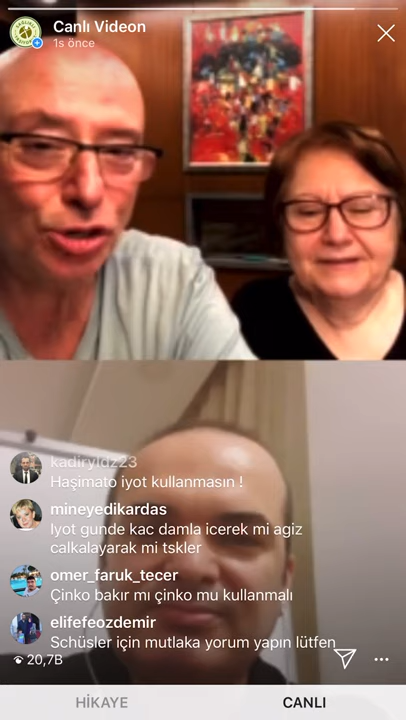 Canlı Videon
1s önce
kadiryldz23
Haşimato iyot kullanmasın !
mineyedikardas
Iyot gunde kac damla icerek mi agiz
calkalayarak mi tskler
omer_faruk_tecer
Çinko bakır mı çinko mu kullanmalı
elifefeozdemir
Schüsler için mutlaka yorum yapın lütfen
20,7B
HİKAYE
CANLI